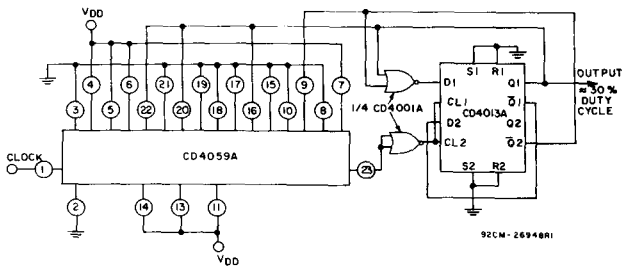 VDD
4 5 6 22 21 20 19 18 17 16 15 10 9 8 7
3
CLOCK 1
CD4059A
2 14 13 11
VDD
23
1/4 CD4001A
S1 R1
D1 Q1
CL1 Q̅1
CD4013A
D2 Q2
CL2 Q̅2
S2 R2
OUTPUT
≈30%
DUTY
CYCLE
92CM-26948R1